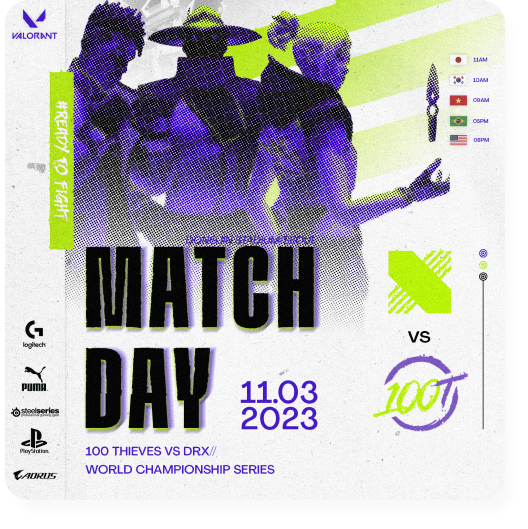 VALORANT
#READY TO FIGHT
11AM
10AM
09AM
05PM
08PM
MATCH
DAY
11.03
2023
VS
100T
logitech
PUMA
steelseries
PlayStation
AORUS
100 THIEVES VS DRX//
WORLD CHAMPIONSHIP SERIES